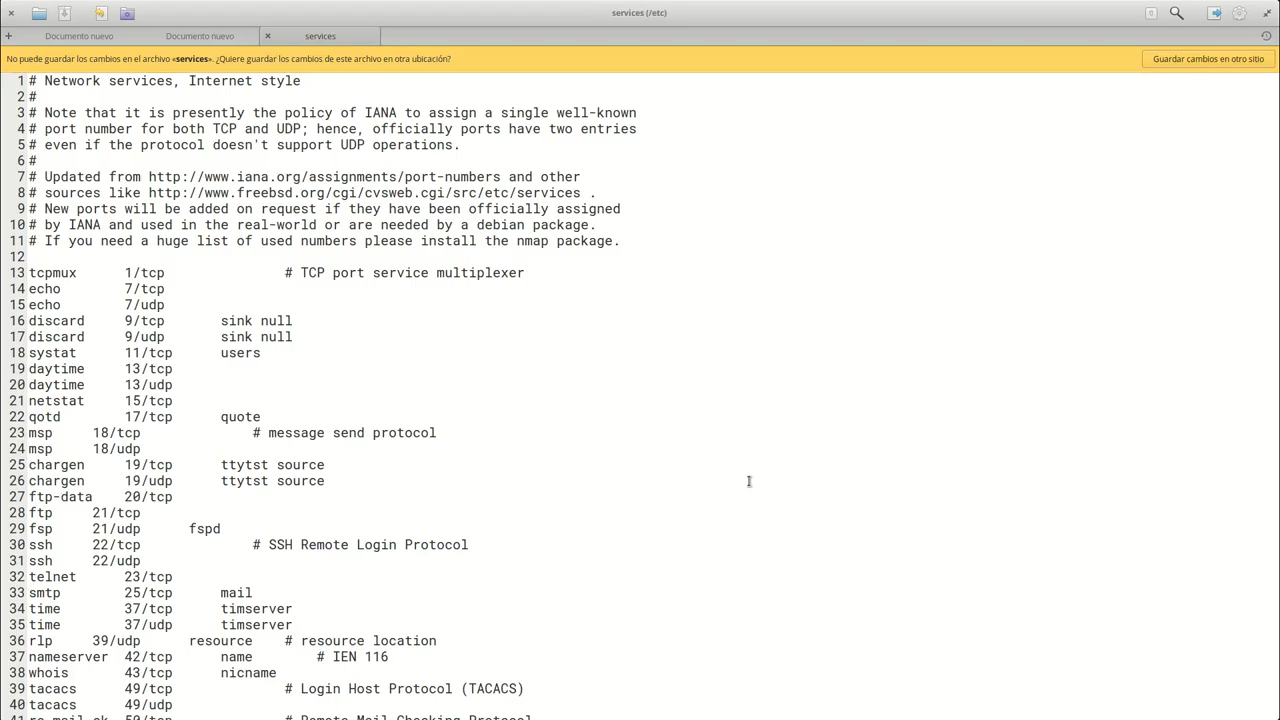 services (/etc)
Documento nuevo Documento nuevo services
No puede guardar los cambios en el archivo «services». ¿Quiere guardar los cambios de este archivo en otra ubicación? Guardar cambios en otro sitio
1 # Network services, Internet style
2 #
3 # Note that it is presently the policy of IANA to assign a single well-known
4 # port number for both TCP and UDP; hence, officially ports have two entries
5 # even if the protocol doesn't support UDP operations.
6 #
7 # Updated from http://www.iana.org/assignments/port-numbers and other
8 # sources like http://www.freebsd.org/cgi/cvsweb.cgi/src/etc/services .
9 # New ports will be added on request if they have been officially assigned
10 # by IANA and used in the real-world or are needed by a debian package.
11 # If you need a huge list of used numbers please install the nmap package.
12
13 tcpmux 1/tcp # TCP port service multiplexer
14 echo 7/tcp
15 echo 7/udp
16 discard 9/tcp sink null
17 discard 9/udp sink null
18 systat 11/tcp users
19 daytime 13/tcp
20 daytime 13/udp
21 netstat 15/tcp
22 qotd 17/tcp quote
23 msp 18/tcp # message send protocol
24 msp 18/udp
25 chargen 19/tcp ttytst source
26 chargen 19/udp ttytst source
27 ftp-data 20/tcp
28 ftp 21/tcp
29 fsp 21/udp fspd
30 ssh 22/tcp # SSH Remote Login Protocol
31 ssh 22/udp
32 telnet 23/tcp
33 smtp 25/tcp mail
34 time 37/tcp timserver
35 time 37/udp timserver
36 rlp 39/udp resource # resource location
37 nameserver 42/tcp name # IEN 116
38 whois 43/tcp nicname
39 tacacs 49/tcp # Login Host Protocol (TACACS)
40 tacacs 49/udp
41 re-mail-ck 50/tcp # Remote Mail Checking Protocol